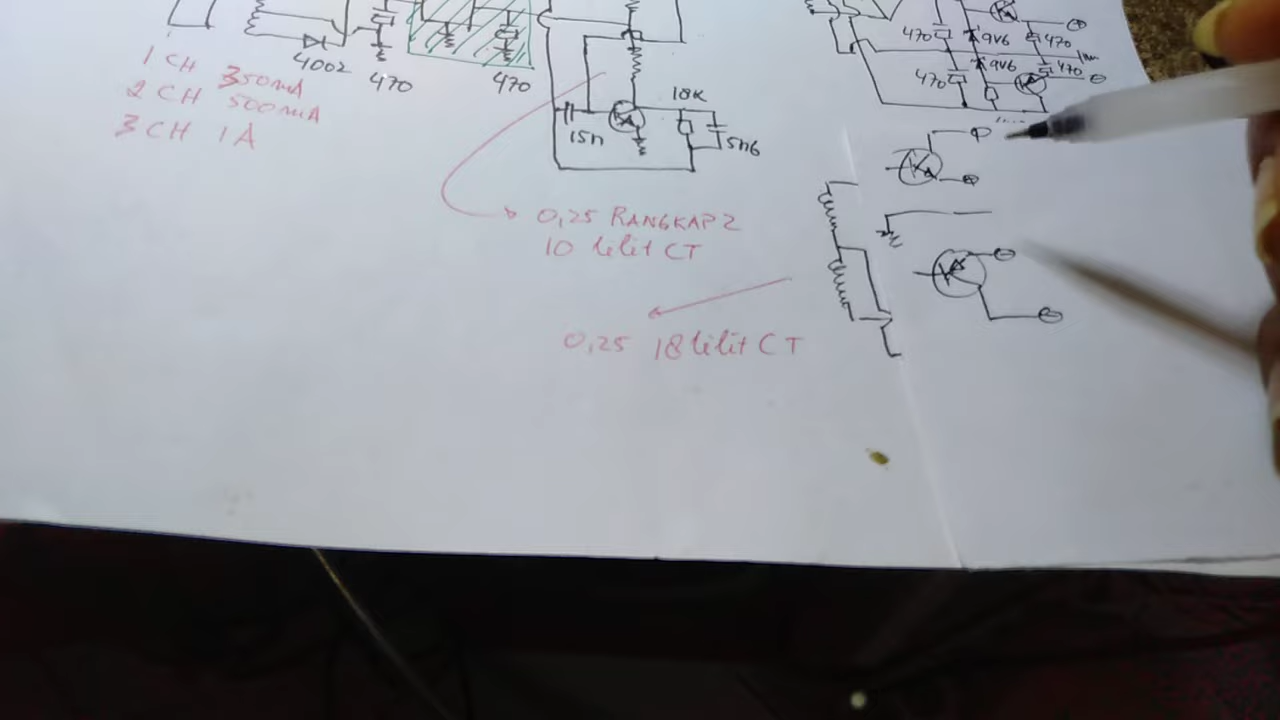 1 CH 350mA
2 CH 500mA
3 CH 1 A
4002
470
470
15n
10K
5n6
470
9V6
470
470
9V6
470
0,25 RANGKAP 2
10 lilit CT
0,25 18 lilit CT